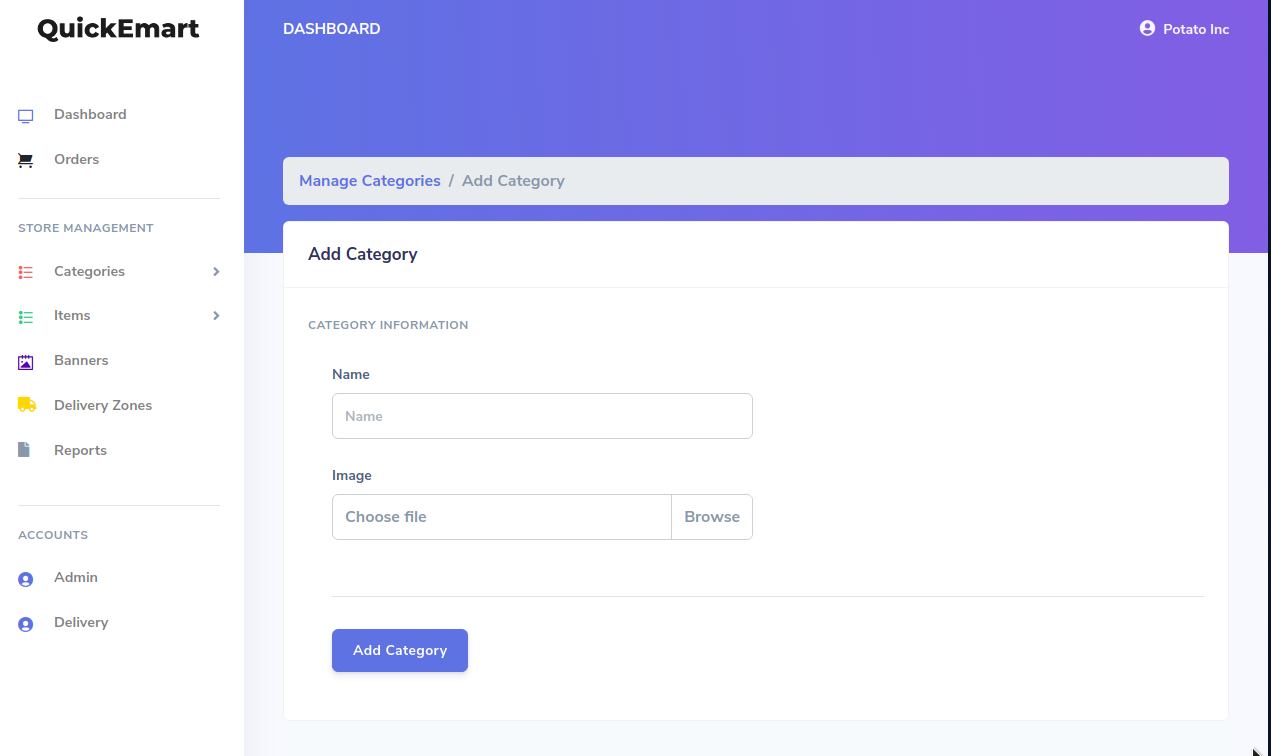 QuickEmart
DASHBOARD
Potato Inc
Dashboard
Orders
STORE MANAGEMENT
Categories
Items
Banners
Delivery Zones
Reports
ACCOUNTS
Admin
Delivery
Manage Categories / Add Category
Add Category
CATEGORY INFORMATION
Name
Name
Image
Choose file Browse
Add Category